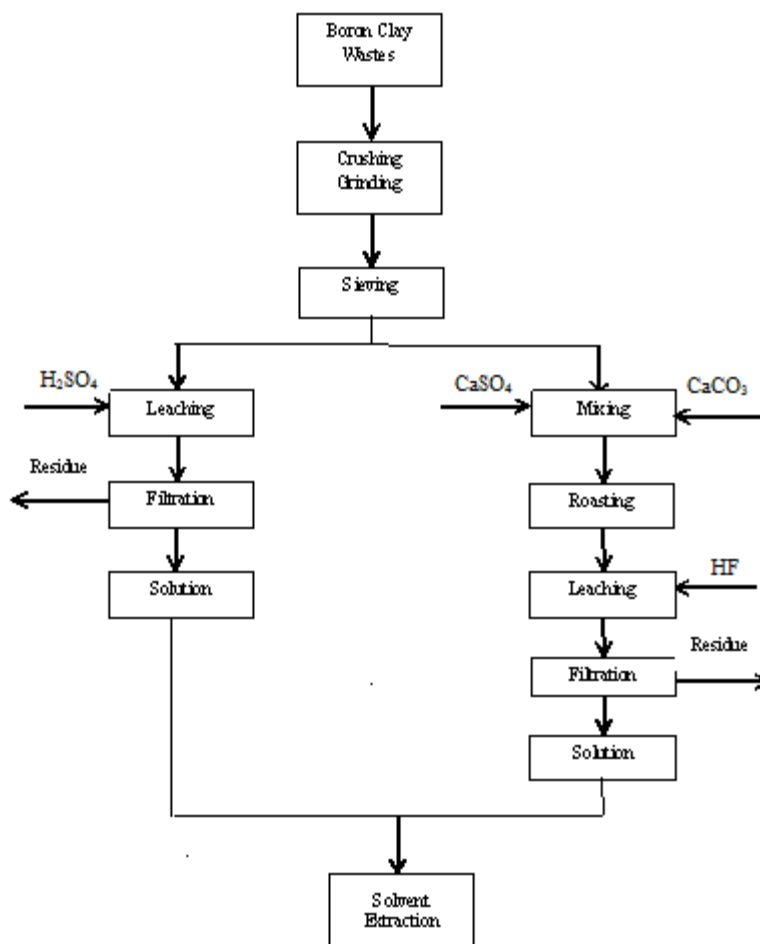 Boron Clay
Wastes
Crushing
Grinding
Sieving
H₂SO₄
Leaching
Residue
Filtration
Solution
CaSO₄
Mixing
CaCO₃
Roasting
Leaching
HF
Filtration
Residue
Solution
Solvent
Extraction